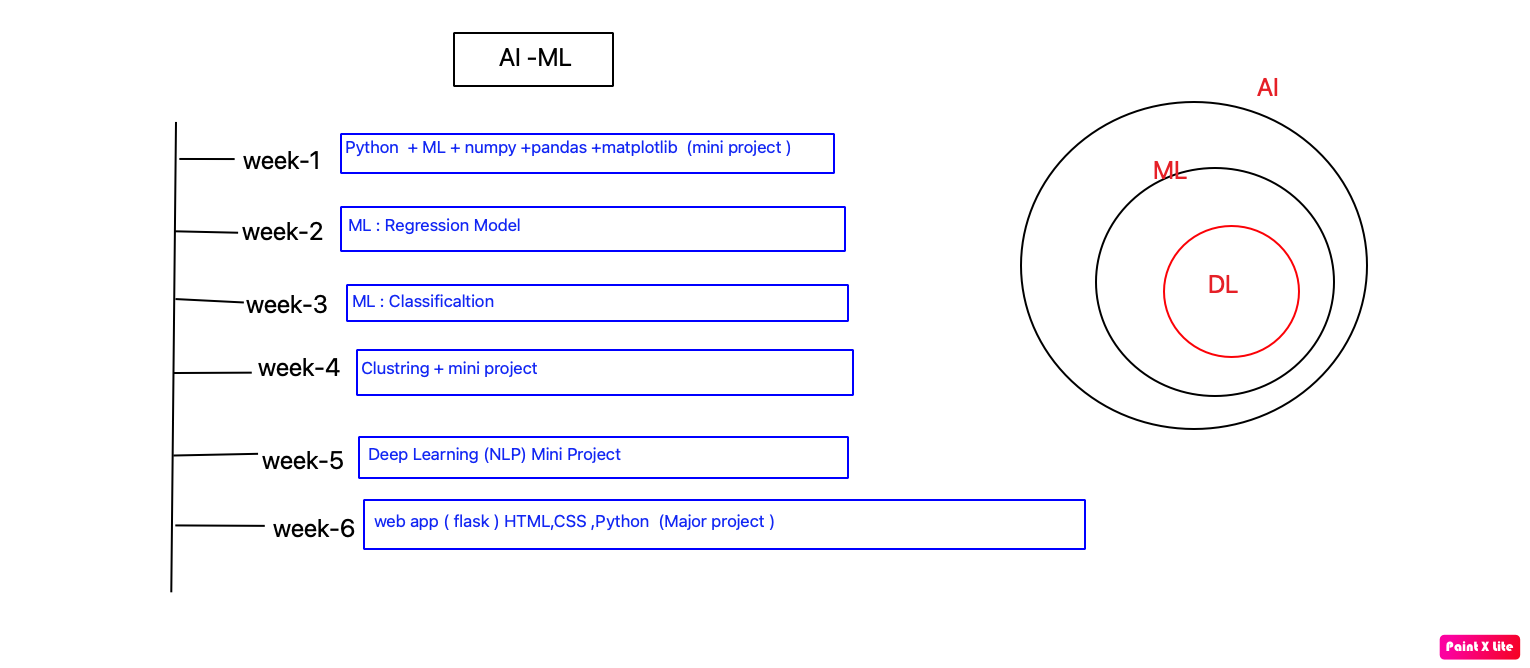 AI -ML
week-1 Python + ML + numpy +pandas +matplotlib (mini project )
week-2 ML : Regression Model
week-3 ML : Classificaltion
week-4 Clustring + mini project
week-5 Deep Learning (NLP) Mini Project
week-6 web app ( flask ) HTML,CSS ,Python (Major project )
AI
ML
DL
Paint X Lite